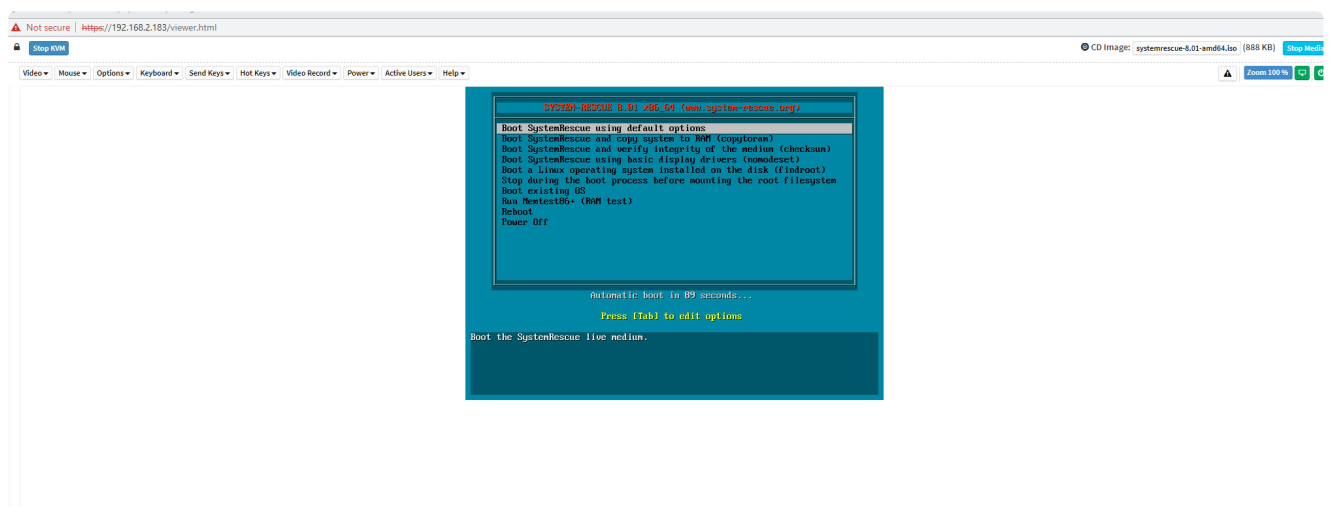 Not secure | https://192.168.2.183/viewer.html
Stop KVM
CD Image: systemrescue-8.01-amd64.iso (888 KB) Stop Media
Video Mouse Options Keyboard Send Keys Hot Keys Video Record Power Active Users Help
Zoom 100 %
SYSTEM-RESCUE 8.01 x86_64 (www.system-rescue.org)
Boot SystemRescue using default options
Boot SystemRescue and copy system to RAM (copytoram)
Boot SystemRescue and verify integrity of the medium (checksum)
Boot SystemRescue using basic display drivers (nomodeset)
Boot a Linux operating system installed on the disk (findroot)
Stop during the boot process before mounting the root filesystem
Boot existing OS
Run Memtest86+ (RAM test)
Reboot
Power Off
Automatic boot in 89 seconds...
Press [Tab] to edit options
Boot the SystemRescue live medium.